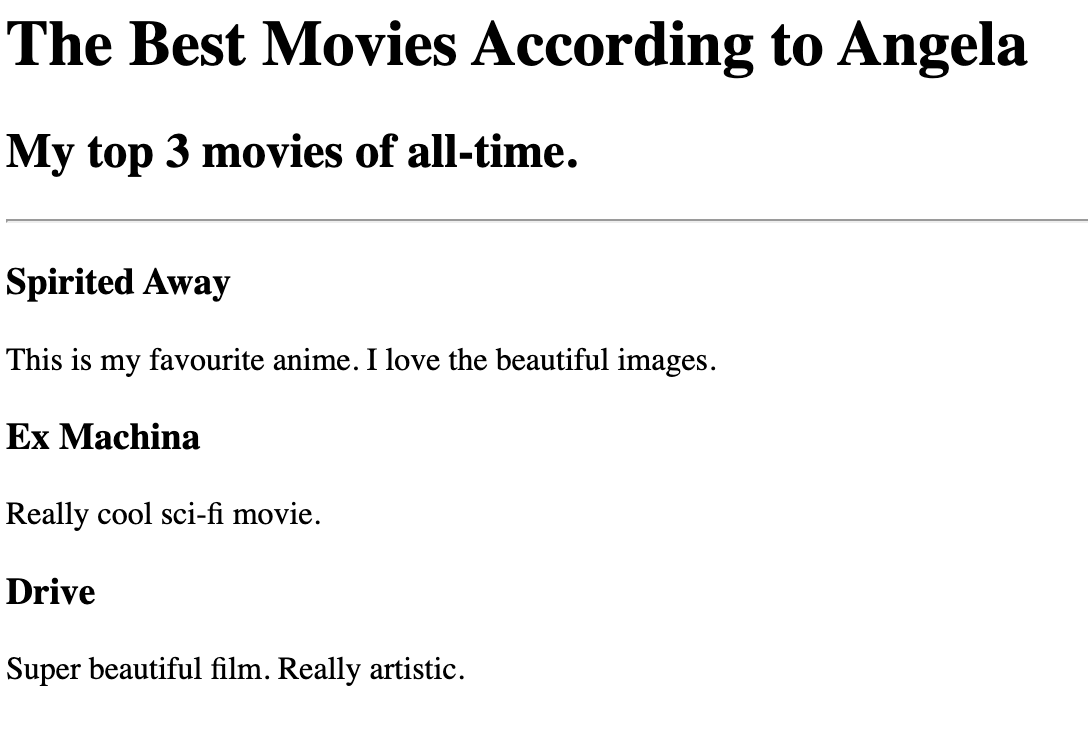 The Best Movies According to Angela
My top 3 movies of all-time.
Spirited Away
This is my favourite anime. I love the beautiful images.
Ex Machina
Really cool sci-fi movie.
Drive
Super beautiful film. Really artistic.